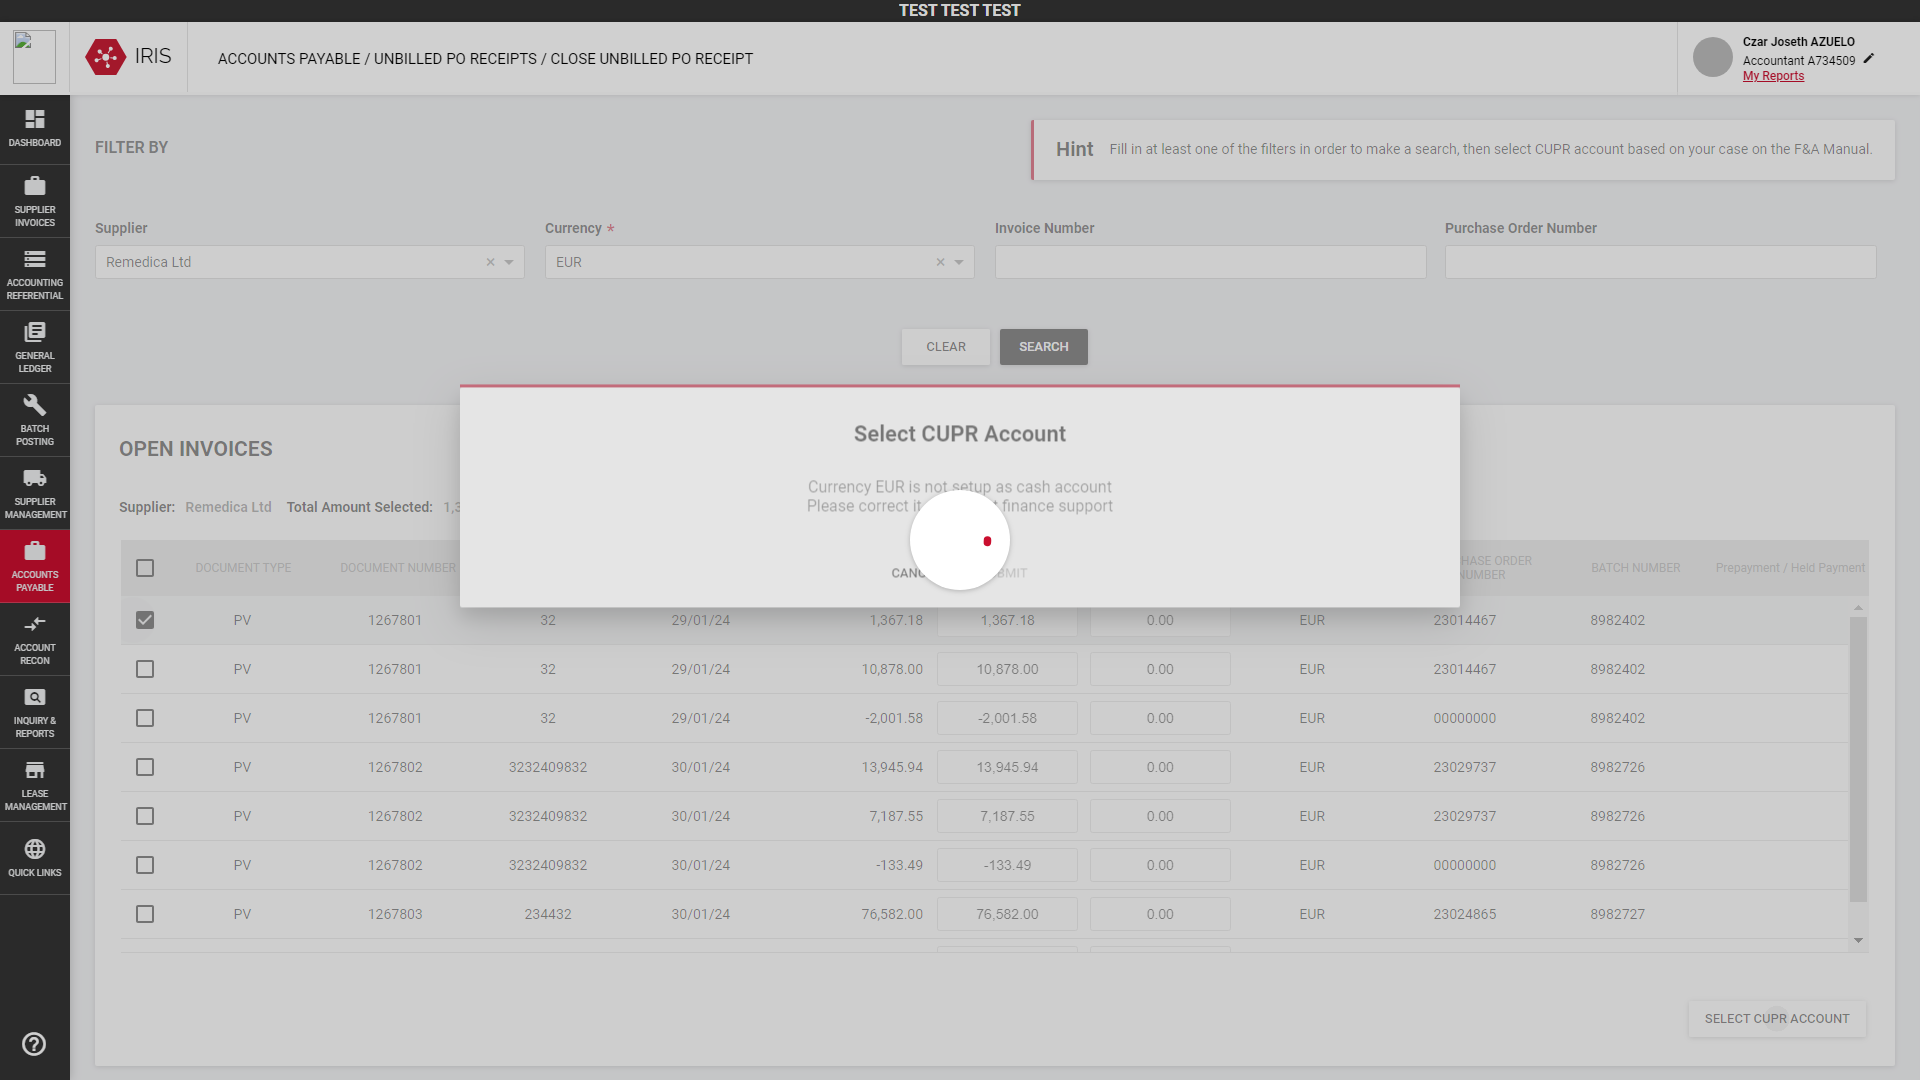 TEST TEST TEST
IRIS
ACCOUNTS PAYABLE / UNBILLED PO RECEIPTS / CLOSE UNBILLED PO RECEIPT
Czar Joseth AZUELO
Accountant A734509
My Reports
DASHBOARD
SUPPLIER
INVOICES
ACCOUNTING
REFERENTIAL
GENERAL
LEDGER
BATCH
POSTING
SUPPLIER
MANAGEMENT
ACCOUNTS
PAYABLE
ACCOUNT
RECON
INQUIRY &
REPORTS
LEASE
MANAGEMENT
QUICK LINKS
FILTER BY
Hint Fill in at least one of the filters in order to make a search, then select CUPR account based on your case on the F&A Manual.
Supplier Currency * Invoice Number Purchase Order Number
Remedica Ltd × EUR ×
CLEAR SEARCH
Select CUPR Account
Currency EUR is not setup as cash account
Please correct it finance support
OPEN INVOICES
Supplier: Remedica Ltd Total Amount Selected: 1,3
DOCUMENT TYPE DOCUMENT NUMBER HASE ORDER
NUMBER BATCH NUMBER Prepayment / Held Payment
PV 1267801 32 29/01/24 1,367.18 1,367.18 0.00 EUR 23014467 8982402
PV 1267801 32 29/01/24 10,878.00 10,878.00 0.00 EUR 23014467 8982402
PV 1267801 32 29/01/24 -2,001.58 -2,001.58 0.00 EUR 00000000 8982402
PV 1267802 3232409832 30/01/24 13,945.94 13,945.94 0.00 EUR 23029737 8982726
PV 1267802 3232409832 30/01/24 7,187.55 7,187.55 0.00 EUR 23029737 8982726
PV 1267802 3232409832 30/01/24 -133.49 -133.49 0.00 EUR 00000000 8982726
PV 1267803 234432 30/01/24 76,582.00 76,582.00 0.00 EUR 23024865 8982727
SELECT CUPR ACCOUNT